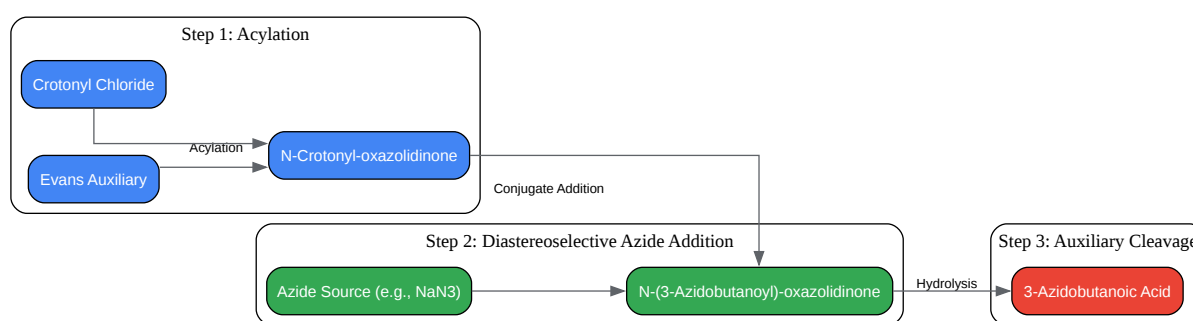 Step 1: Acylation
Crotonyl Chloride
Acylation
N-Crotonyl-oxazolidinone
Evans Auxiliary
Conjugate Addition
Step 2: Diastereoselective Azide Addition
Azide Source (e.g., NaN3)
N-(3-Azidobutanoyl)-oxazolidinone
Hydrolysis
Step 3: Auxiliary Cleavage
3-Azidobutanoic Acid